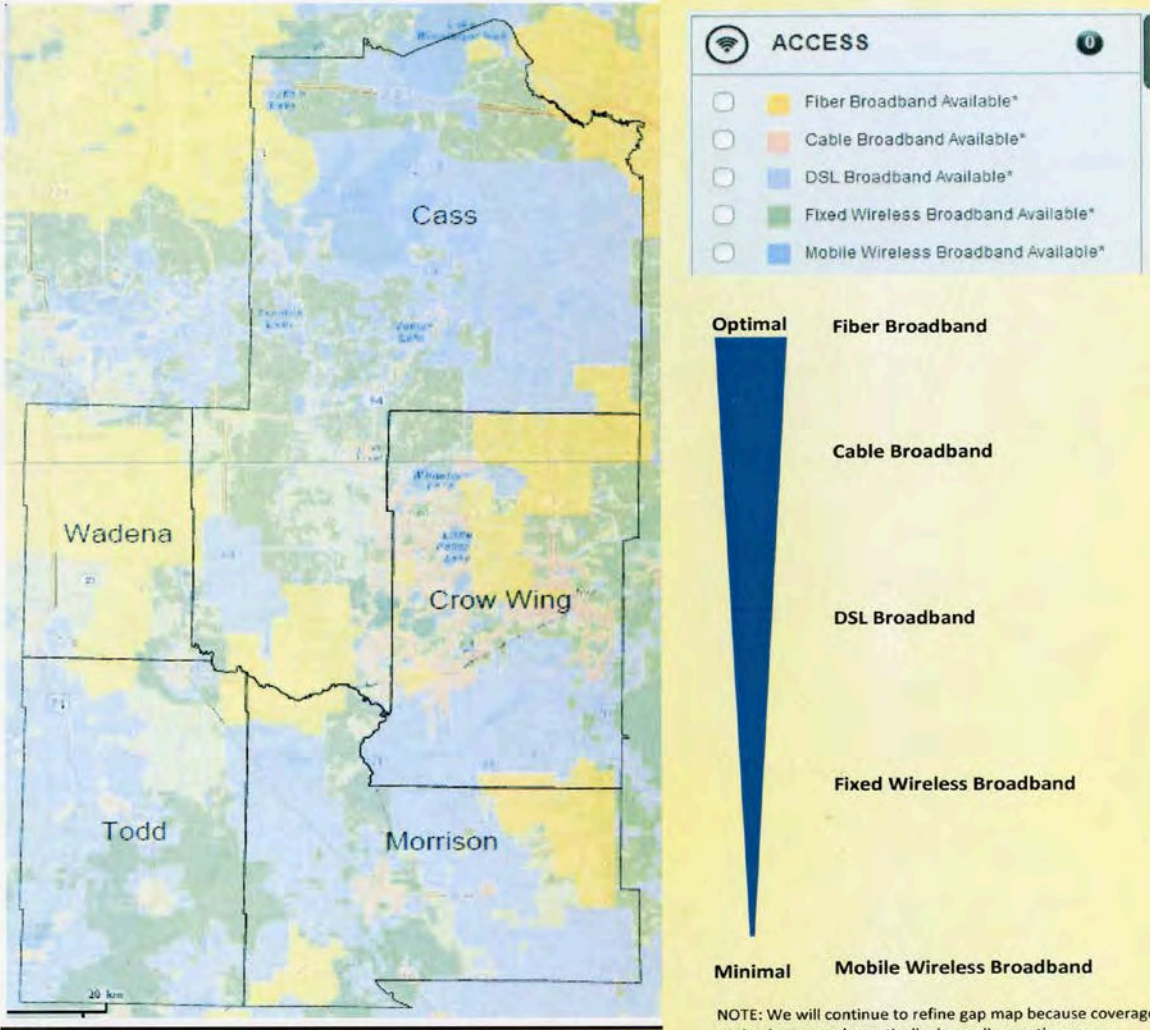 ACCESS
0
Fiber Broadband Available*
Cable Broadband Available*
DSL Broadband Available*
Fixed Wireless Broadband Available*
Mobile Wireless Broadband Available*
Cass
Wadena
Crow Wing
Todd
Morrison
20 km
Optimal Fiber Broadband
Cable Broadband
DSL Broadband
Fixed Wireless Broadband
Minimal Mobile Wireless Broadband
NOTE: We will continue to refine gap map because coverage